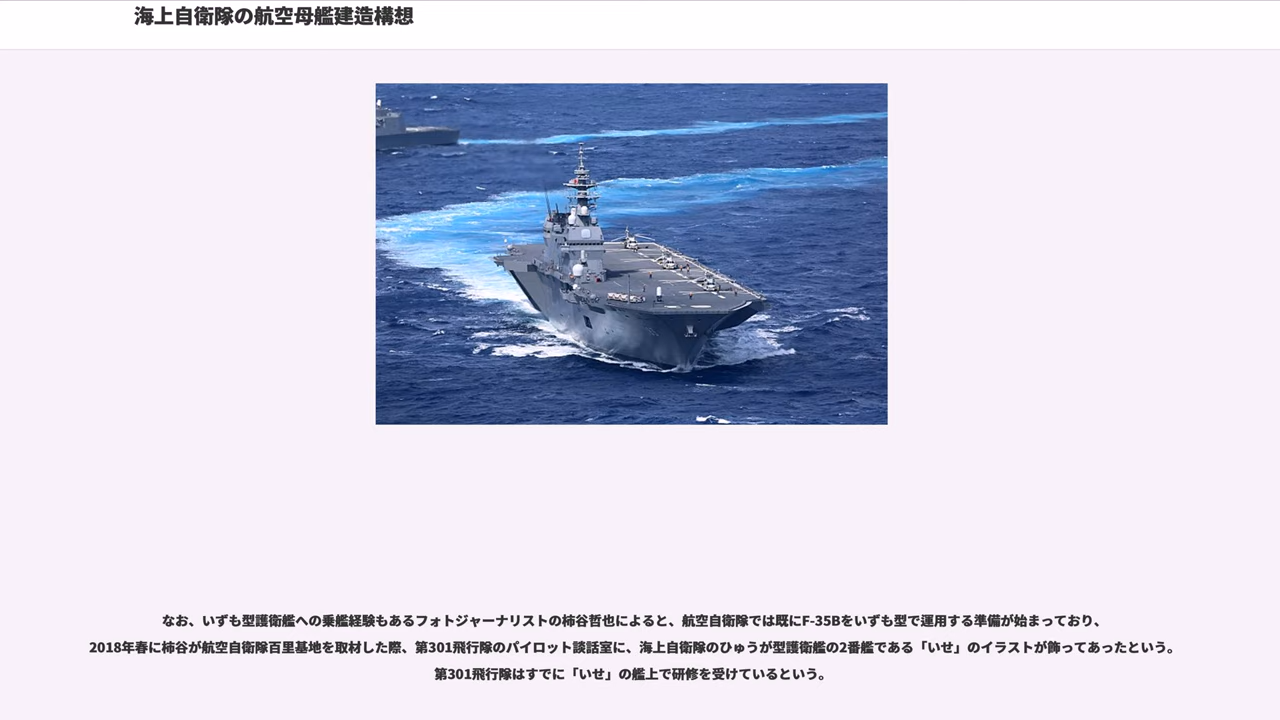 海上自衛隊の航空母艦建造構想
なお、いずも型護衛艦への乗艦経験もあるフォトジャーナリストの柿谷哲也によると、航空自衛隊では既にF-35Bをいずも型で運用する準備が始まっており、
2018年春に柿谷が航空自衛隊百里基地を取材した際、第301飛行隊のパイロット談話室に、海上自衛隊のひゅうが型護衛艦の2番艦である「いせ」のイラストが飾ってあったという。
第301飛行隊はすでに「いせ」の艦上で研修を受けているという。